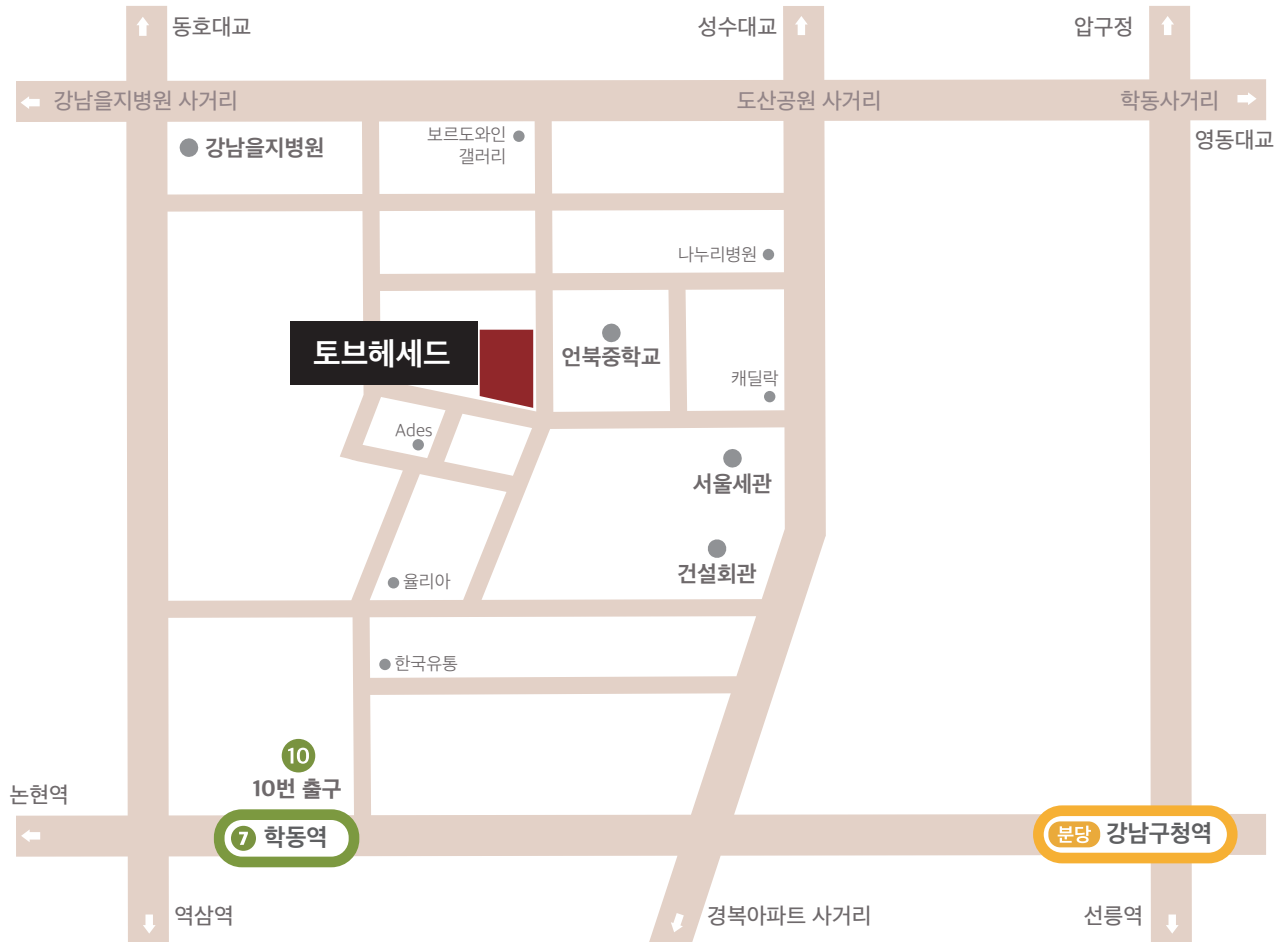 동호대교
성수대교
압구정
강남을지병원 사거리
도산공원 사거리
학동사거리
영동대교
강남을지병원
보르도와인
갤러리
나누리병원
토브헤세드
언북중학교
캐딜락
Ades
서울세관
건설회관
율리아
한국유통
10
10번 출구
논현역
7 학동역
분당 강남구청역
역삼역
경복아파트 사거리
선릉역